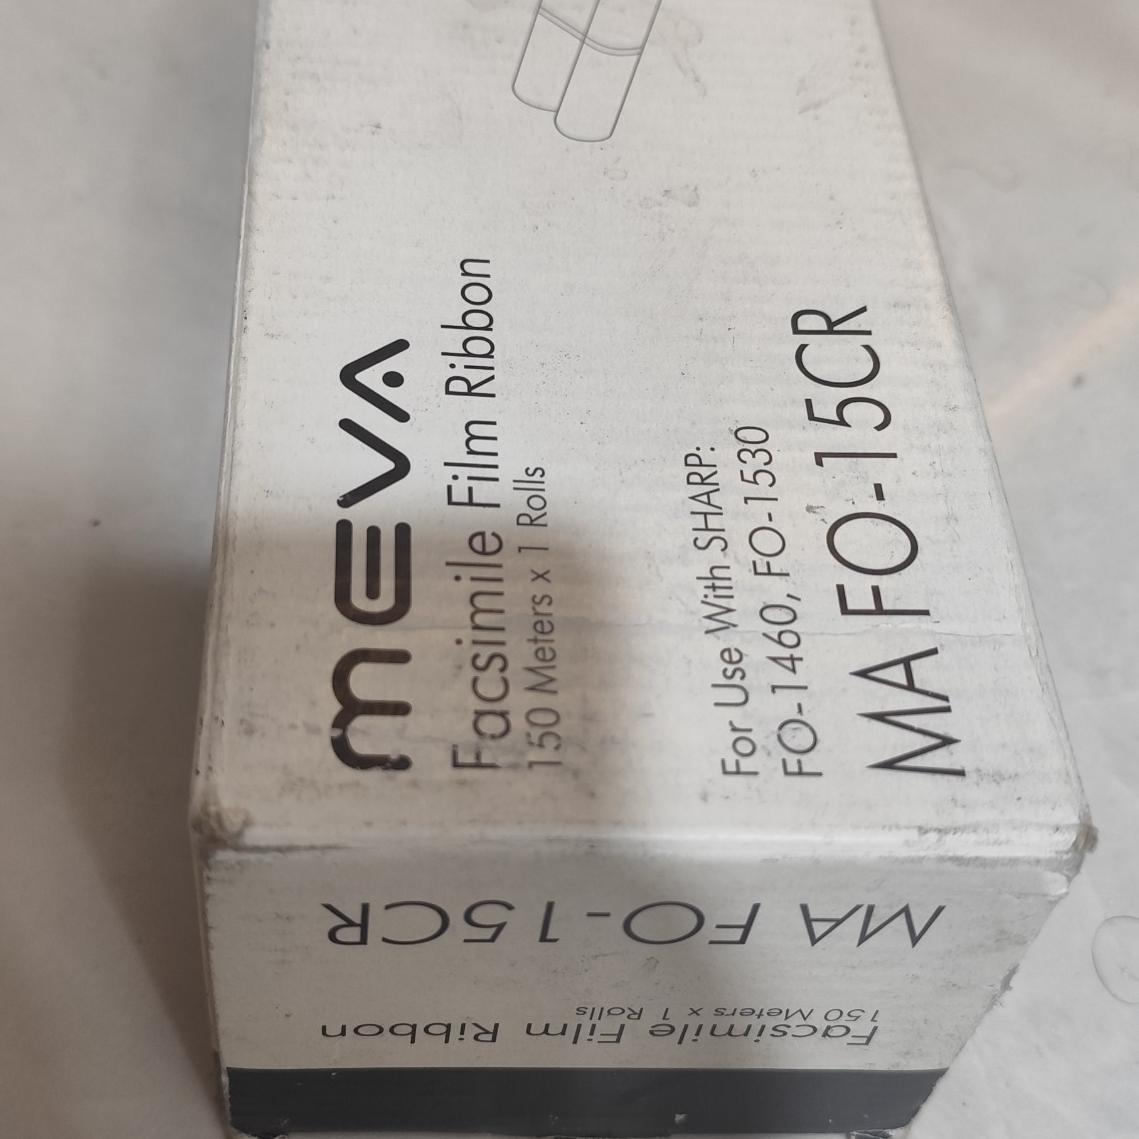 mEVA
Facsimile Film Ribbon
150 Meters x 1 Rolls
For Use With SHARP:
FO-1460, FO-1530
MA FO-15CR
MA FO-15CR
Facsimile Film Ribbon
150 Meters x 1 Rolls